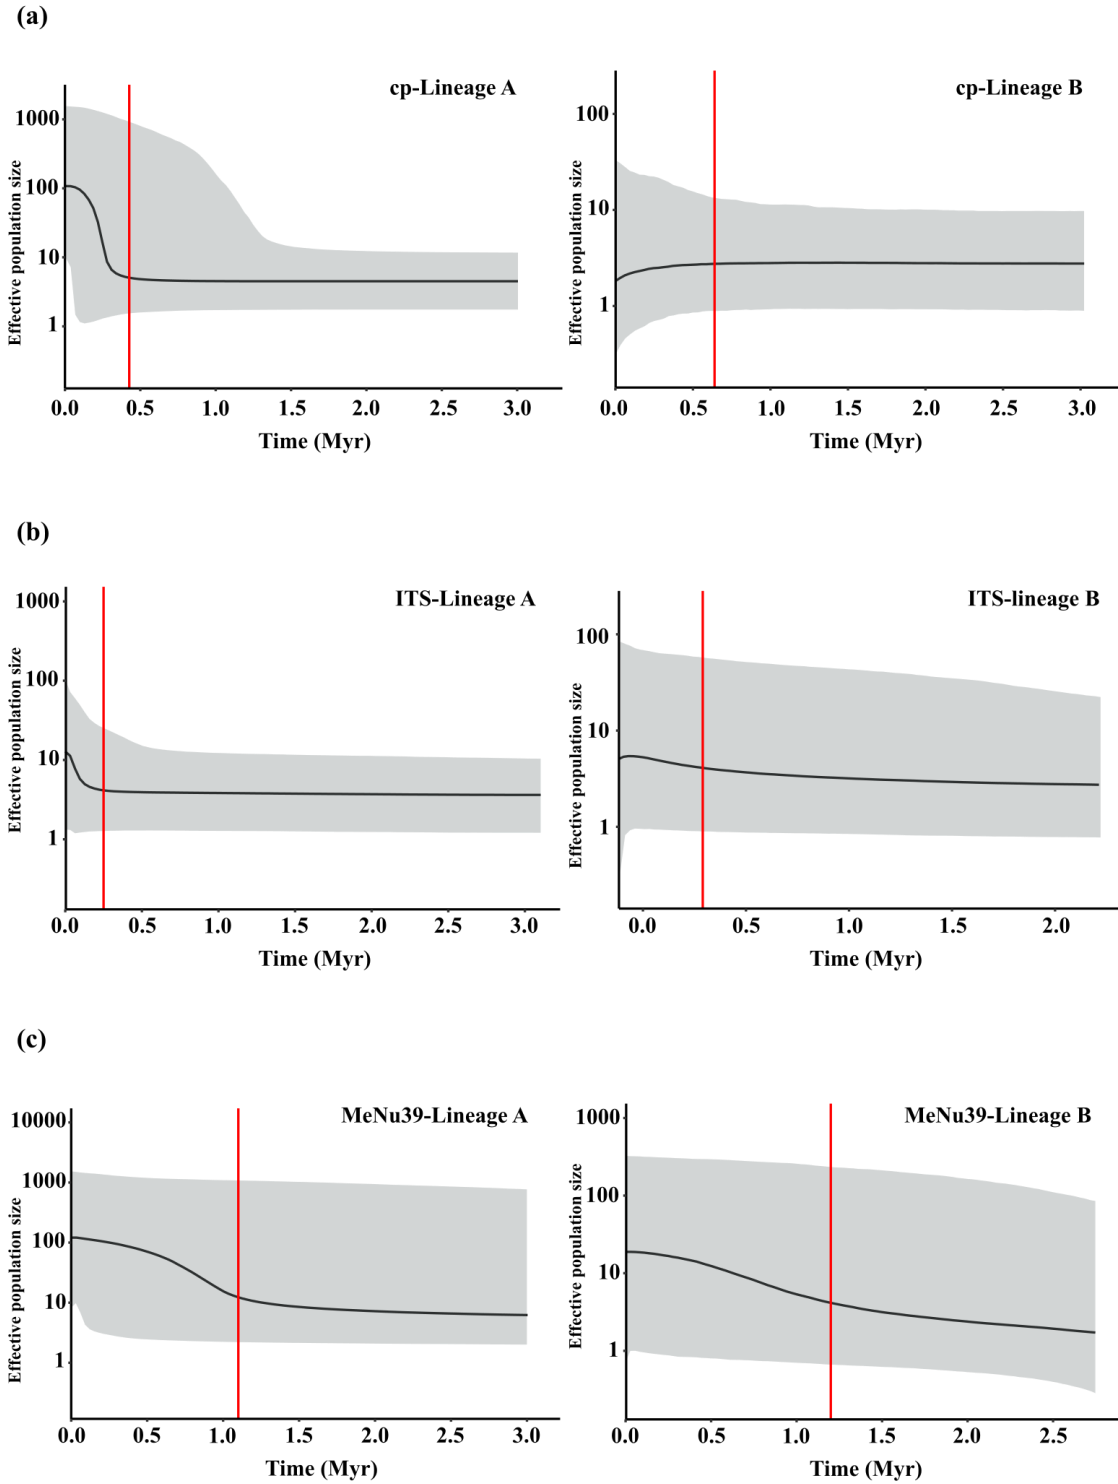 (a)
cp-Lineage A
Effective population size
1000
100
10
1
0.0 0.5 1.0 1.5 2.0 2.5 3.0
Time (Myr)
cp-Lineage B
Effective population size
100
10
1
0.0 0.5 1.0 1.5 2.0 2.5 3.0
Time (Myr)
(b)
ITS-Lineage A
Effective population size
1000
100
10
1
0.0 0.5 1.0 1.5 2.0 2.5 3.0
Time (Myr)
ITS-lineage B
Effective population size
100
10
1
0.0 0.5 1.0 1.5 2.0
Time (Myr)
(c)
MeNu39-Lineage A
Effective population size
10000
1000
100
10
1
0.0 0.5 1.0 1.5 2.0 2.5 3.0
Time (Myr)
MeNu39-Lineage B
Effective population size
1000
100
10
1
0.0 0.5 1.0 1.5 2.0 2.5
Time (Myr)